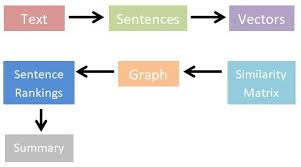 Text
Sentences
Vectors
Sentence
Rankings
Graph
Similarity
Matrix
Summary